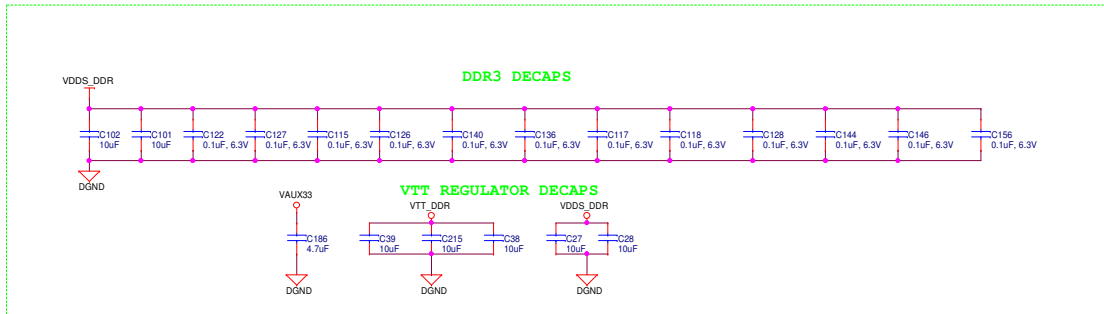 DDR3 DECAPS
VDDS_DDR
C102 C101 C122 C127 C115 C126 C140 C136 C117 C118 C128 C144 C146 C156
10uF 10uF 0.1uF, 6.3V 0.1uF, 6.3V 0.1uF, 6.3V 0.1uF, 6.3V 0.1uF, 6.3V 0.1uF, 6.3V 0.1uF, 6.3V 0.1uF, 6.3V 0.1uF, 6.3V 0.1uF, 6.3V 0.1uF, 6.3V 0.1uF, 6.3V
DGND
VTT REGULATOR DECAPS
VAUX33 VTT_DDR VDDS_DDR
C186 C39 C215 C38 C27 C28
4.7uF 10uF 10uF 10uF 10uF 10uF
DGND DGND DGND